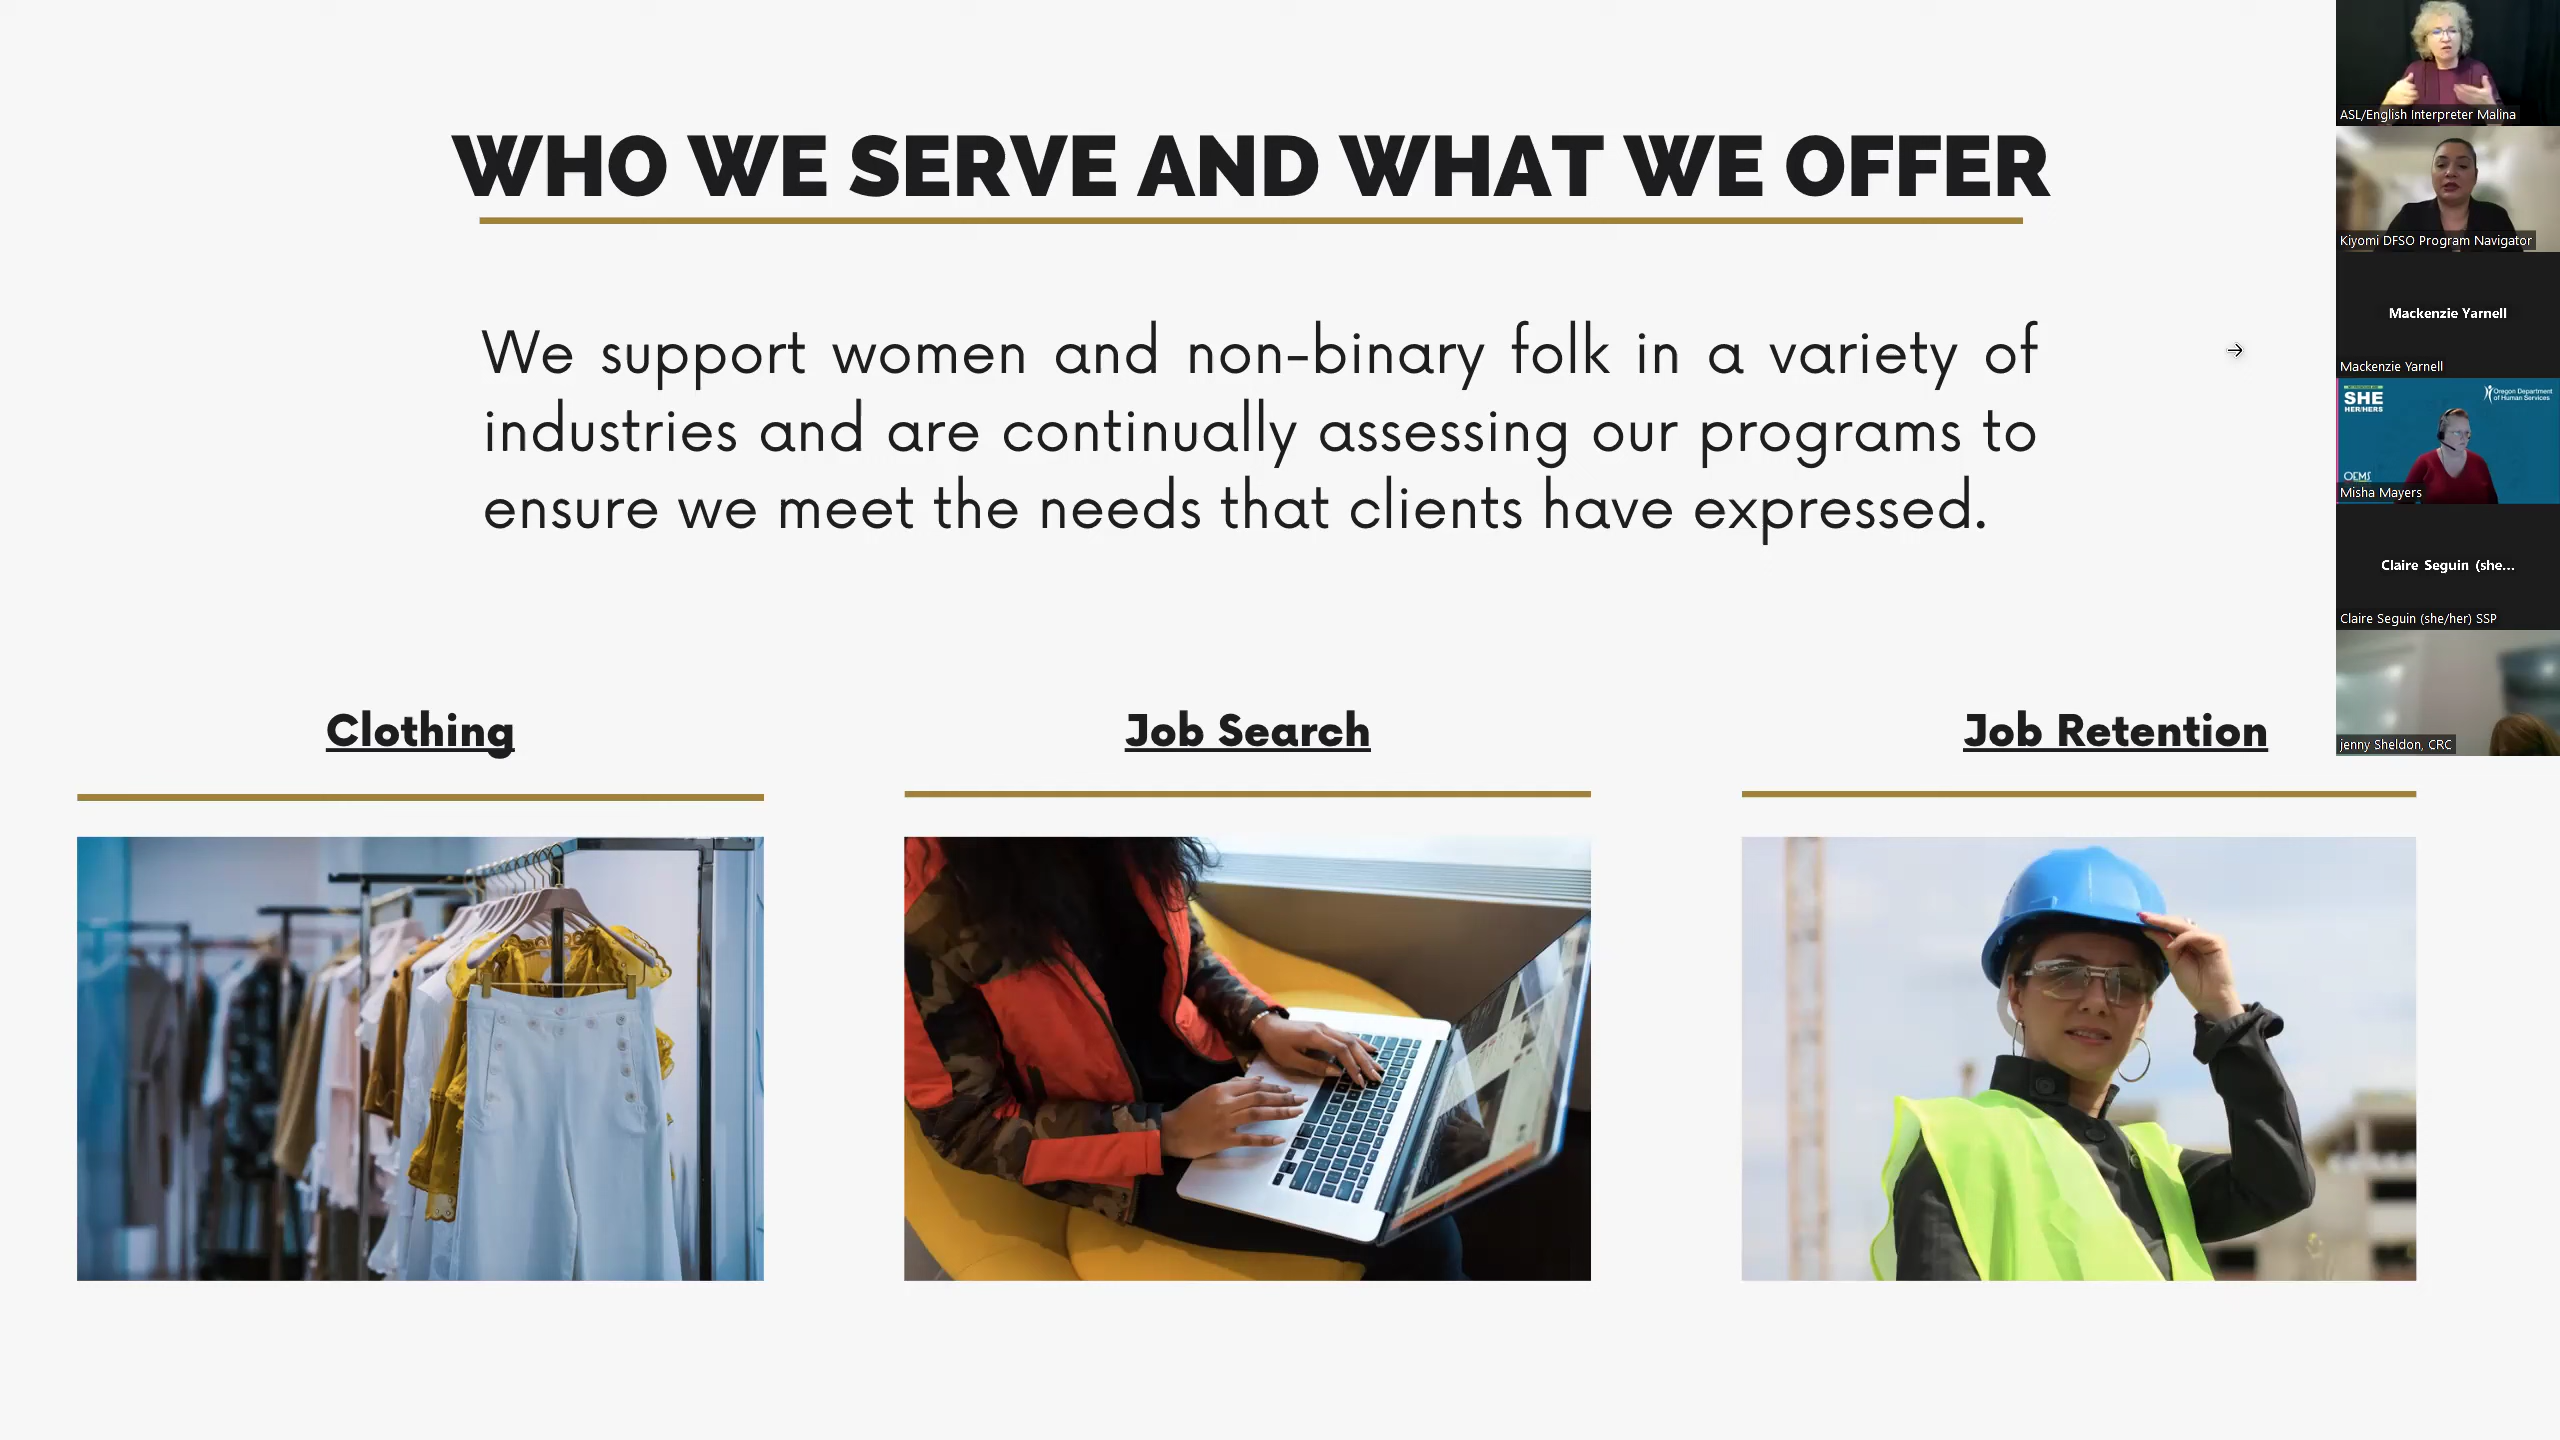 WHO WE SERVE AND WHAT WE OFFER
We support women and non-binary folk in a variety of
industries and are continually assessing our programs to
ensure we meet the needs that clients have expressed.
Clothing
Job Search
Job Retention
ASL/English Interpreter Malina
Kiyomi DFSO Program Navigator
Mackenzie Yarnell
Mackenzie Yarnell
SHE
HER/HERS
Oregon Department
of Human Services
OEMS
Misha Mayers
Claire Seguin (she...
Claire Seguin (she/her) SSP
jenny Sheldon, CRC